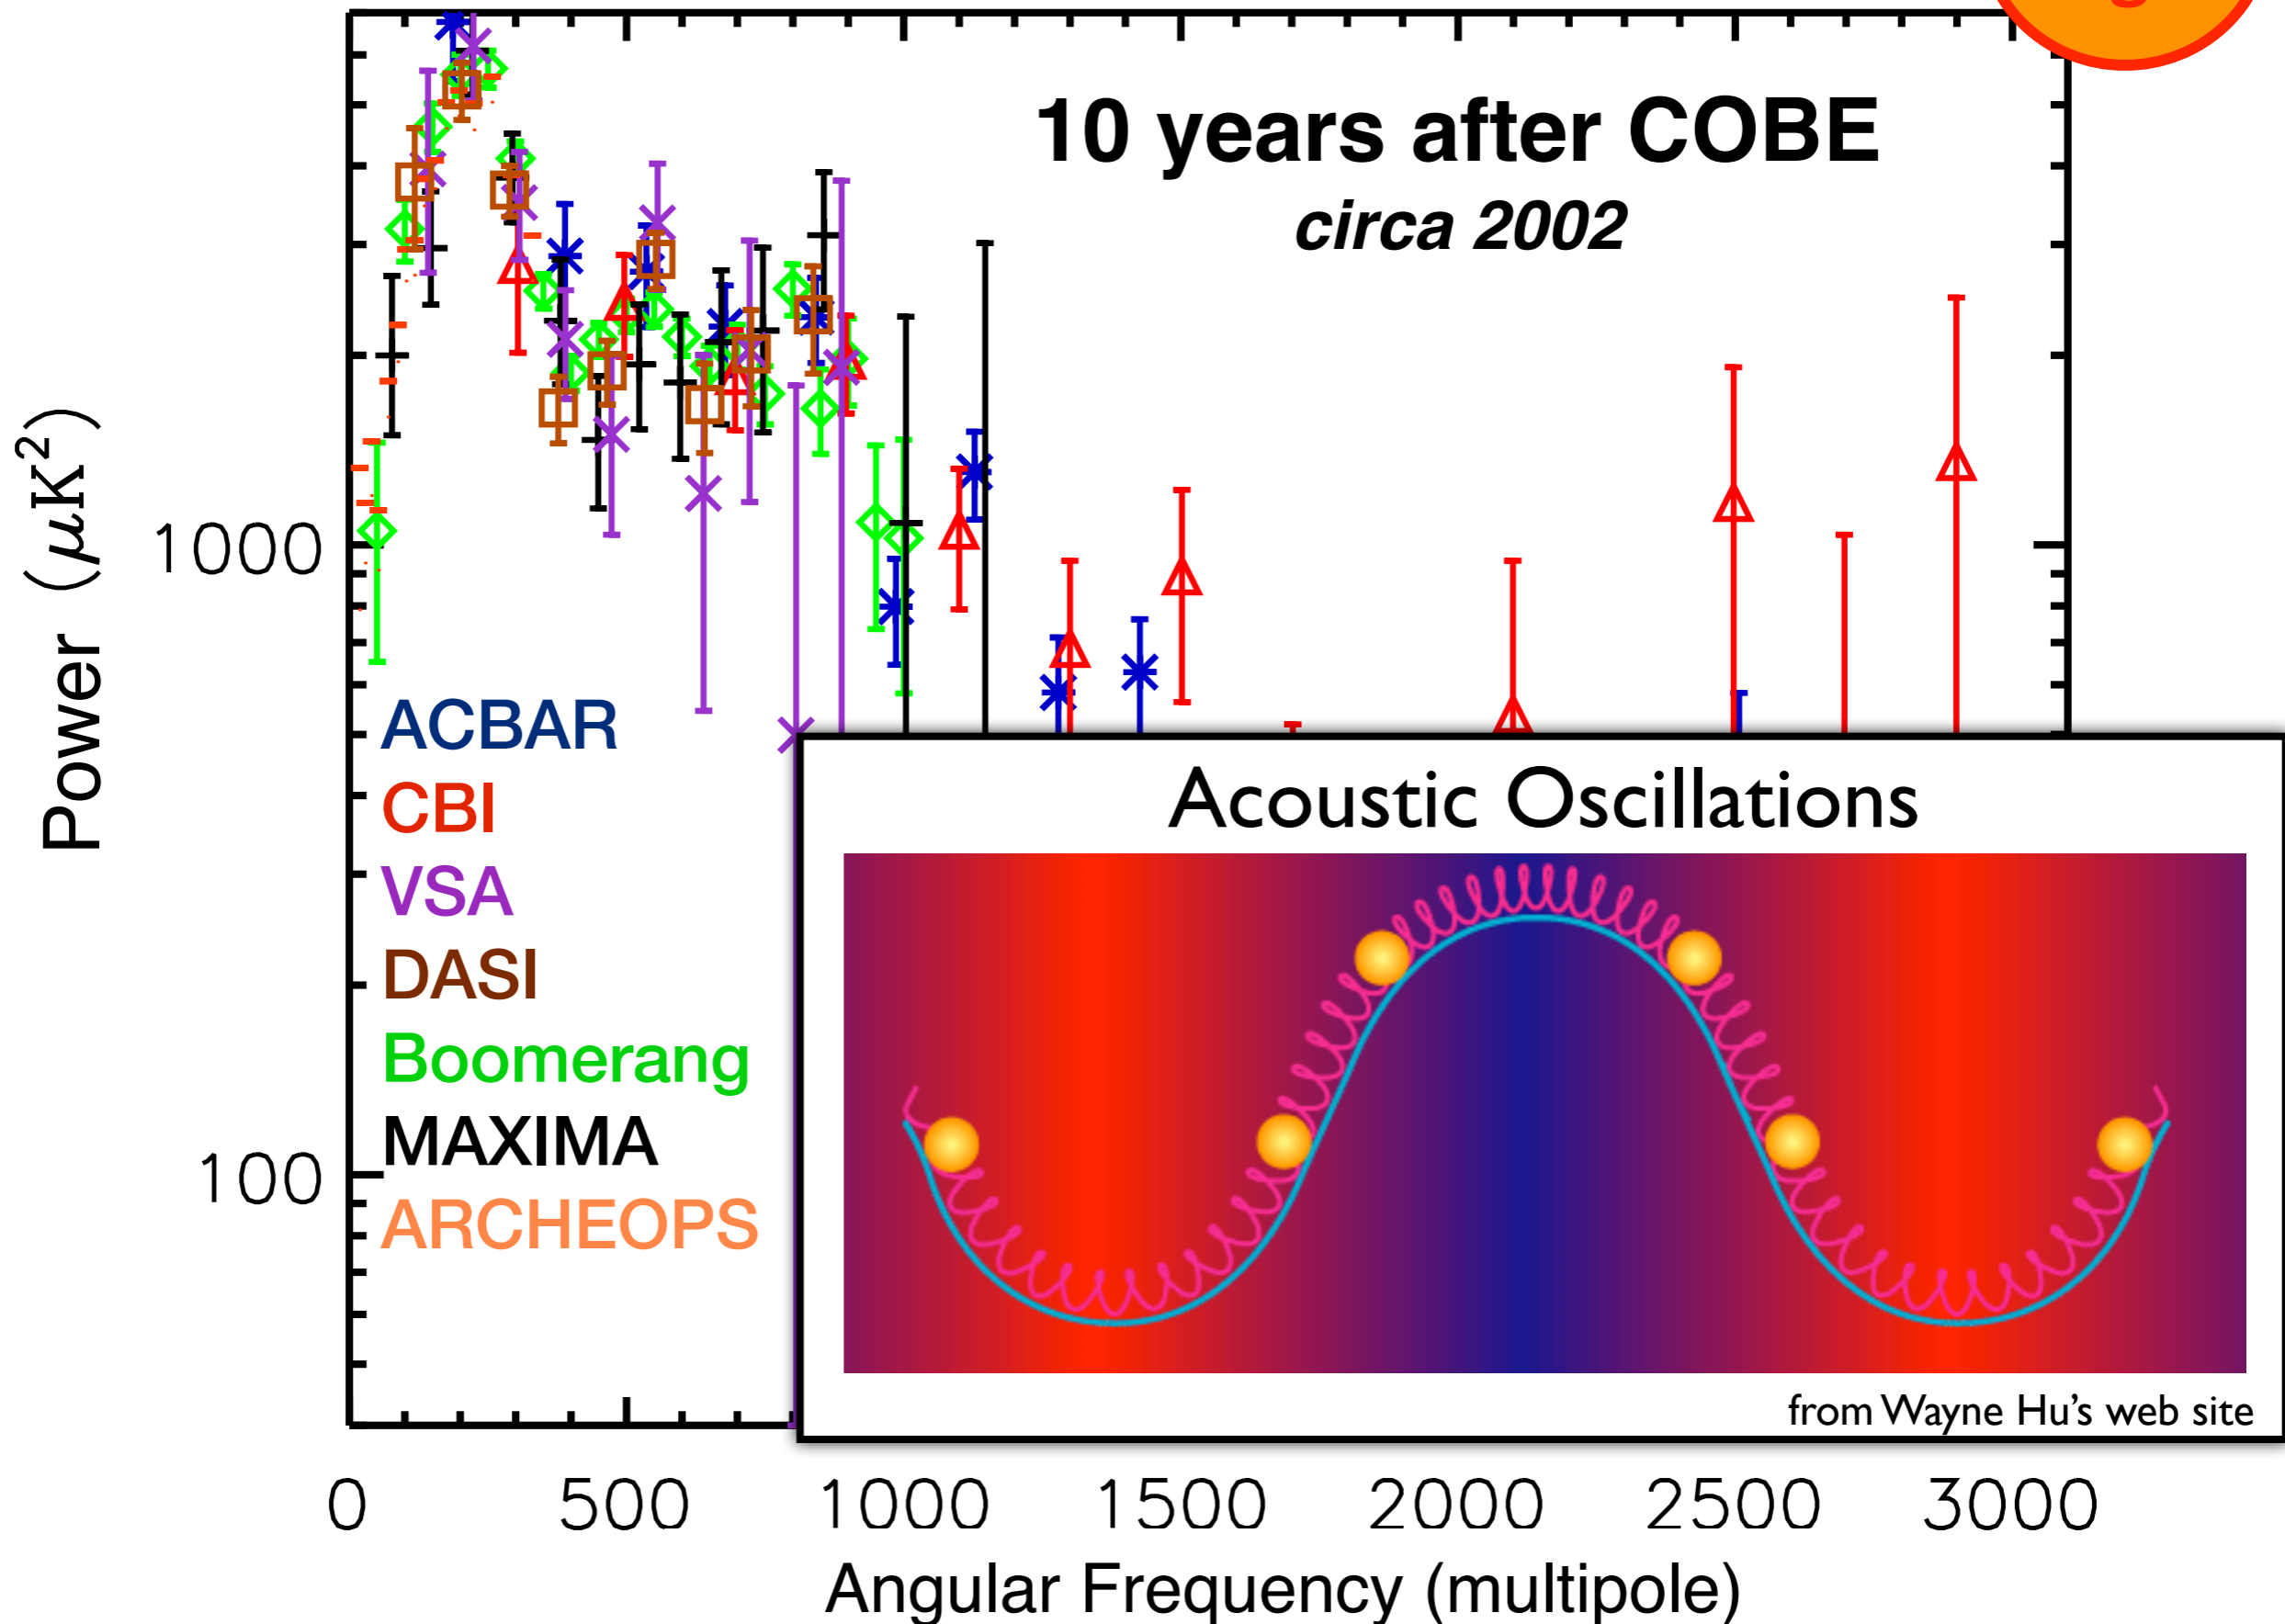 10 years after COBE
circa 2002
Power (μK²)
1000
100
ACBAR
CBI
VSA
DASI
Boomerang
MAXIMA
ARCHEOPS
Acoustic Oscillations
from Wayne Hu's web site
0 500 1000 1500 2000 2500 3000
Angular Frequency (multipole)